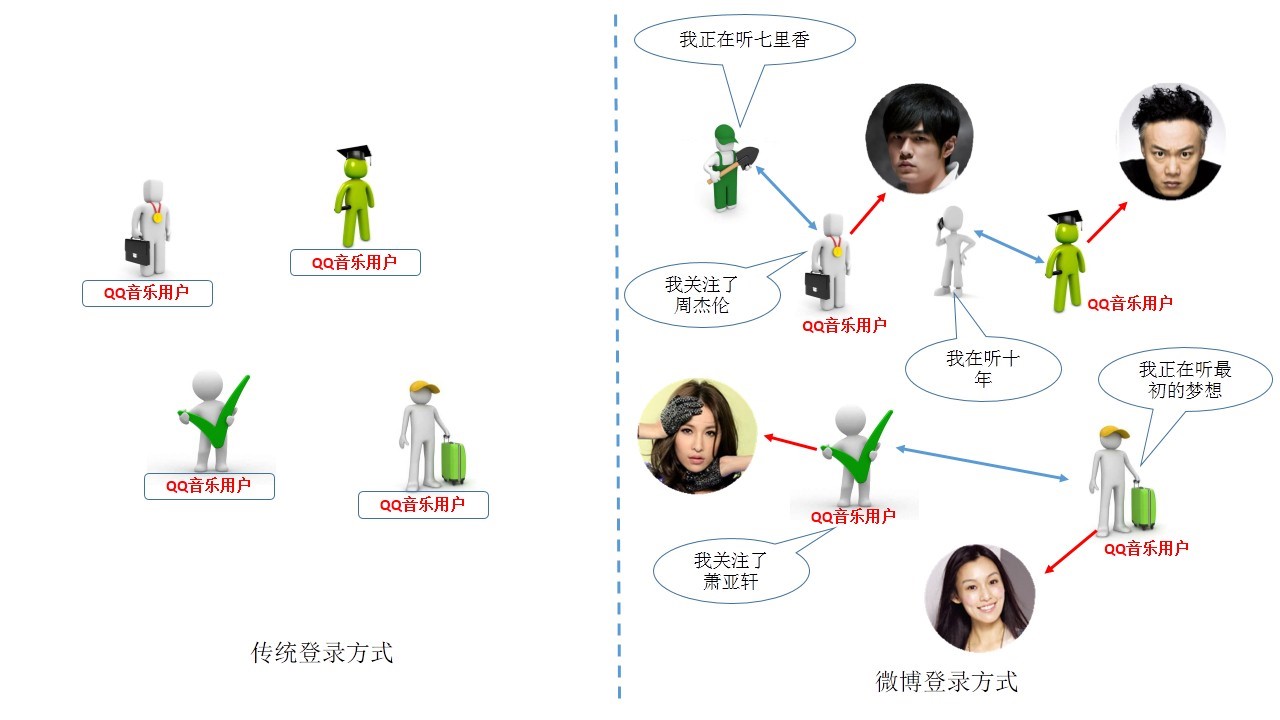 QQ音乐用户
QQ音乐用户
QQ音乐用户
QQ音乐用户
传统登录方式
我正在听七里香
我关注了
周杰伦
QQ音乐用户
QQ音乐用户
我在听十
年
我正在听最
初的梦想
QQ音乐用户
QQ音乐用户
我关注了
萧亚轩
微博登录方式